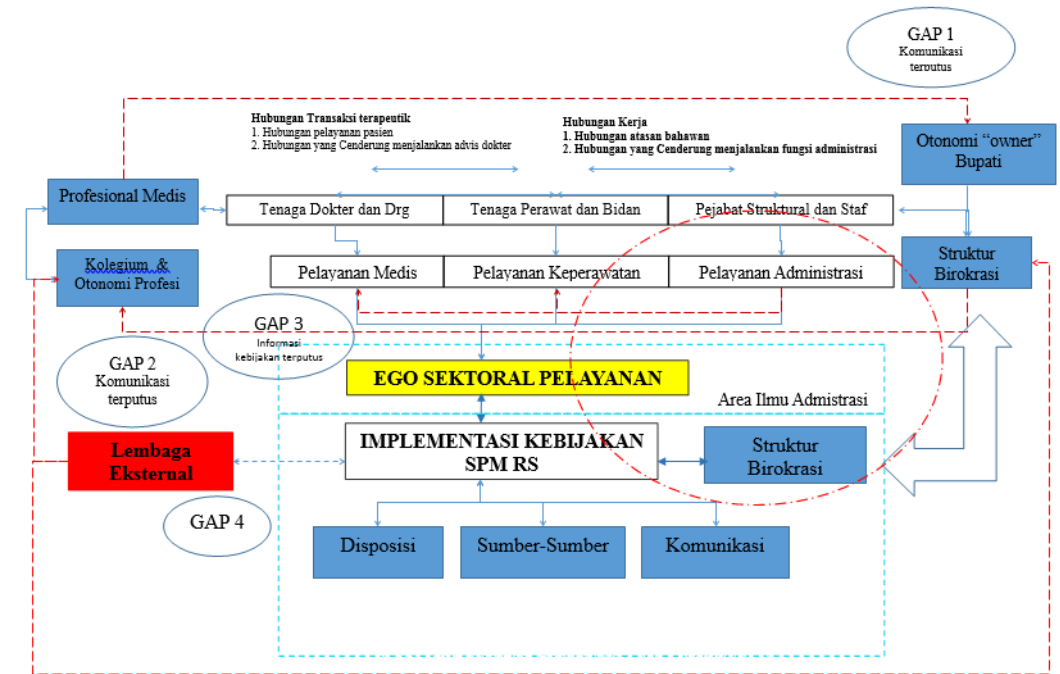 GAP 1
Komunikasi
terputus
Hubungan Transaksi terapeutik
1. Hubungan pelayanan pasien
2. Hubungan yang Cenderung menjalankan advis dokter
Hubungan Kerja
1. Hubungan atasan bahawan
2. Hubungan yang Cenderung menjalankan fungsi administrasi
Otonomi “owner”
Bupati
Profesional Medis
Tenaga Dokter dan Drg
Tenaga Perawat dan Bidan
Pejabat Struktural dan Staf
Kolegium &
Otonomi Profesi
Pelayanan Medis
Pelayanan Keperawatan
Pelayanan Administrasi
Struktur
Birokrasi
GAP 3
Informasi
kebijakan terputus
GAP 2
Komunikasi
terputus
EGO SEKTORAL PELAYANAN
Area Ilmu Admistrasi
Lembaga
Eksternal
IMPLEMENTASI KEBIJAKAN
SPM RS
Struktur
Birokrasi
GAP 4
Disposisi
Sumber-Sumber
Komunikasi